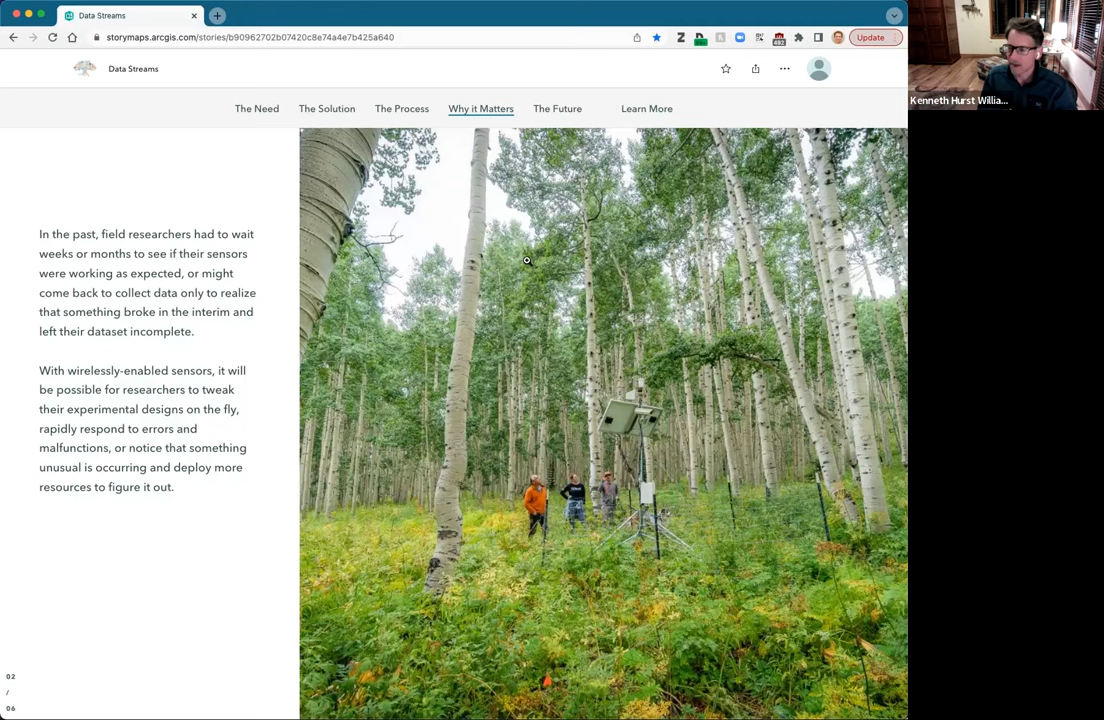 Data Streams
storymaps.arcgis.com/stories/b90962702b07420c8e74a4e7b425a640
Update
Kenneth Hurst Willia...
Data Streams
The Need The Solution The Process Why it Matters The Future Learn More
In the past, field researchers had to wait
weeks or months to see if their sensors
were working as expected, or might
come back to collect data only to realize
that something broke in the interim and
left their dataset incomplete.
With wirelessly-enabled sensors, it will
be possible for researchers to tweak
their experimental designs on the fly,
rapidly respond to errors and
malfunctions, or notice that something
unusual is occurring and deploy more
resources to figure it out.
02
/
06